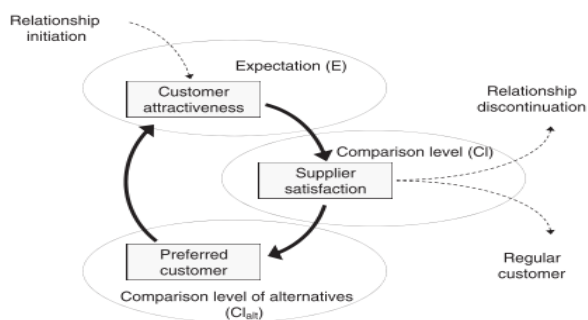 Relationship
initiation
Expectation (E)
Customer
attractiveness
Relationship
discontinuation
Comparison level (Cl)
Supplier
satisfaction
Preferred
customer
Regular
customer
Comparison level of alternatives
(Cl_alt)